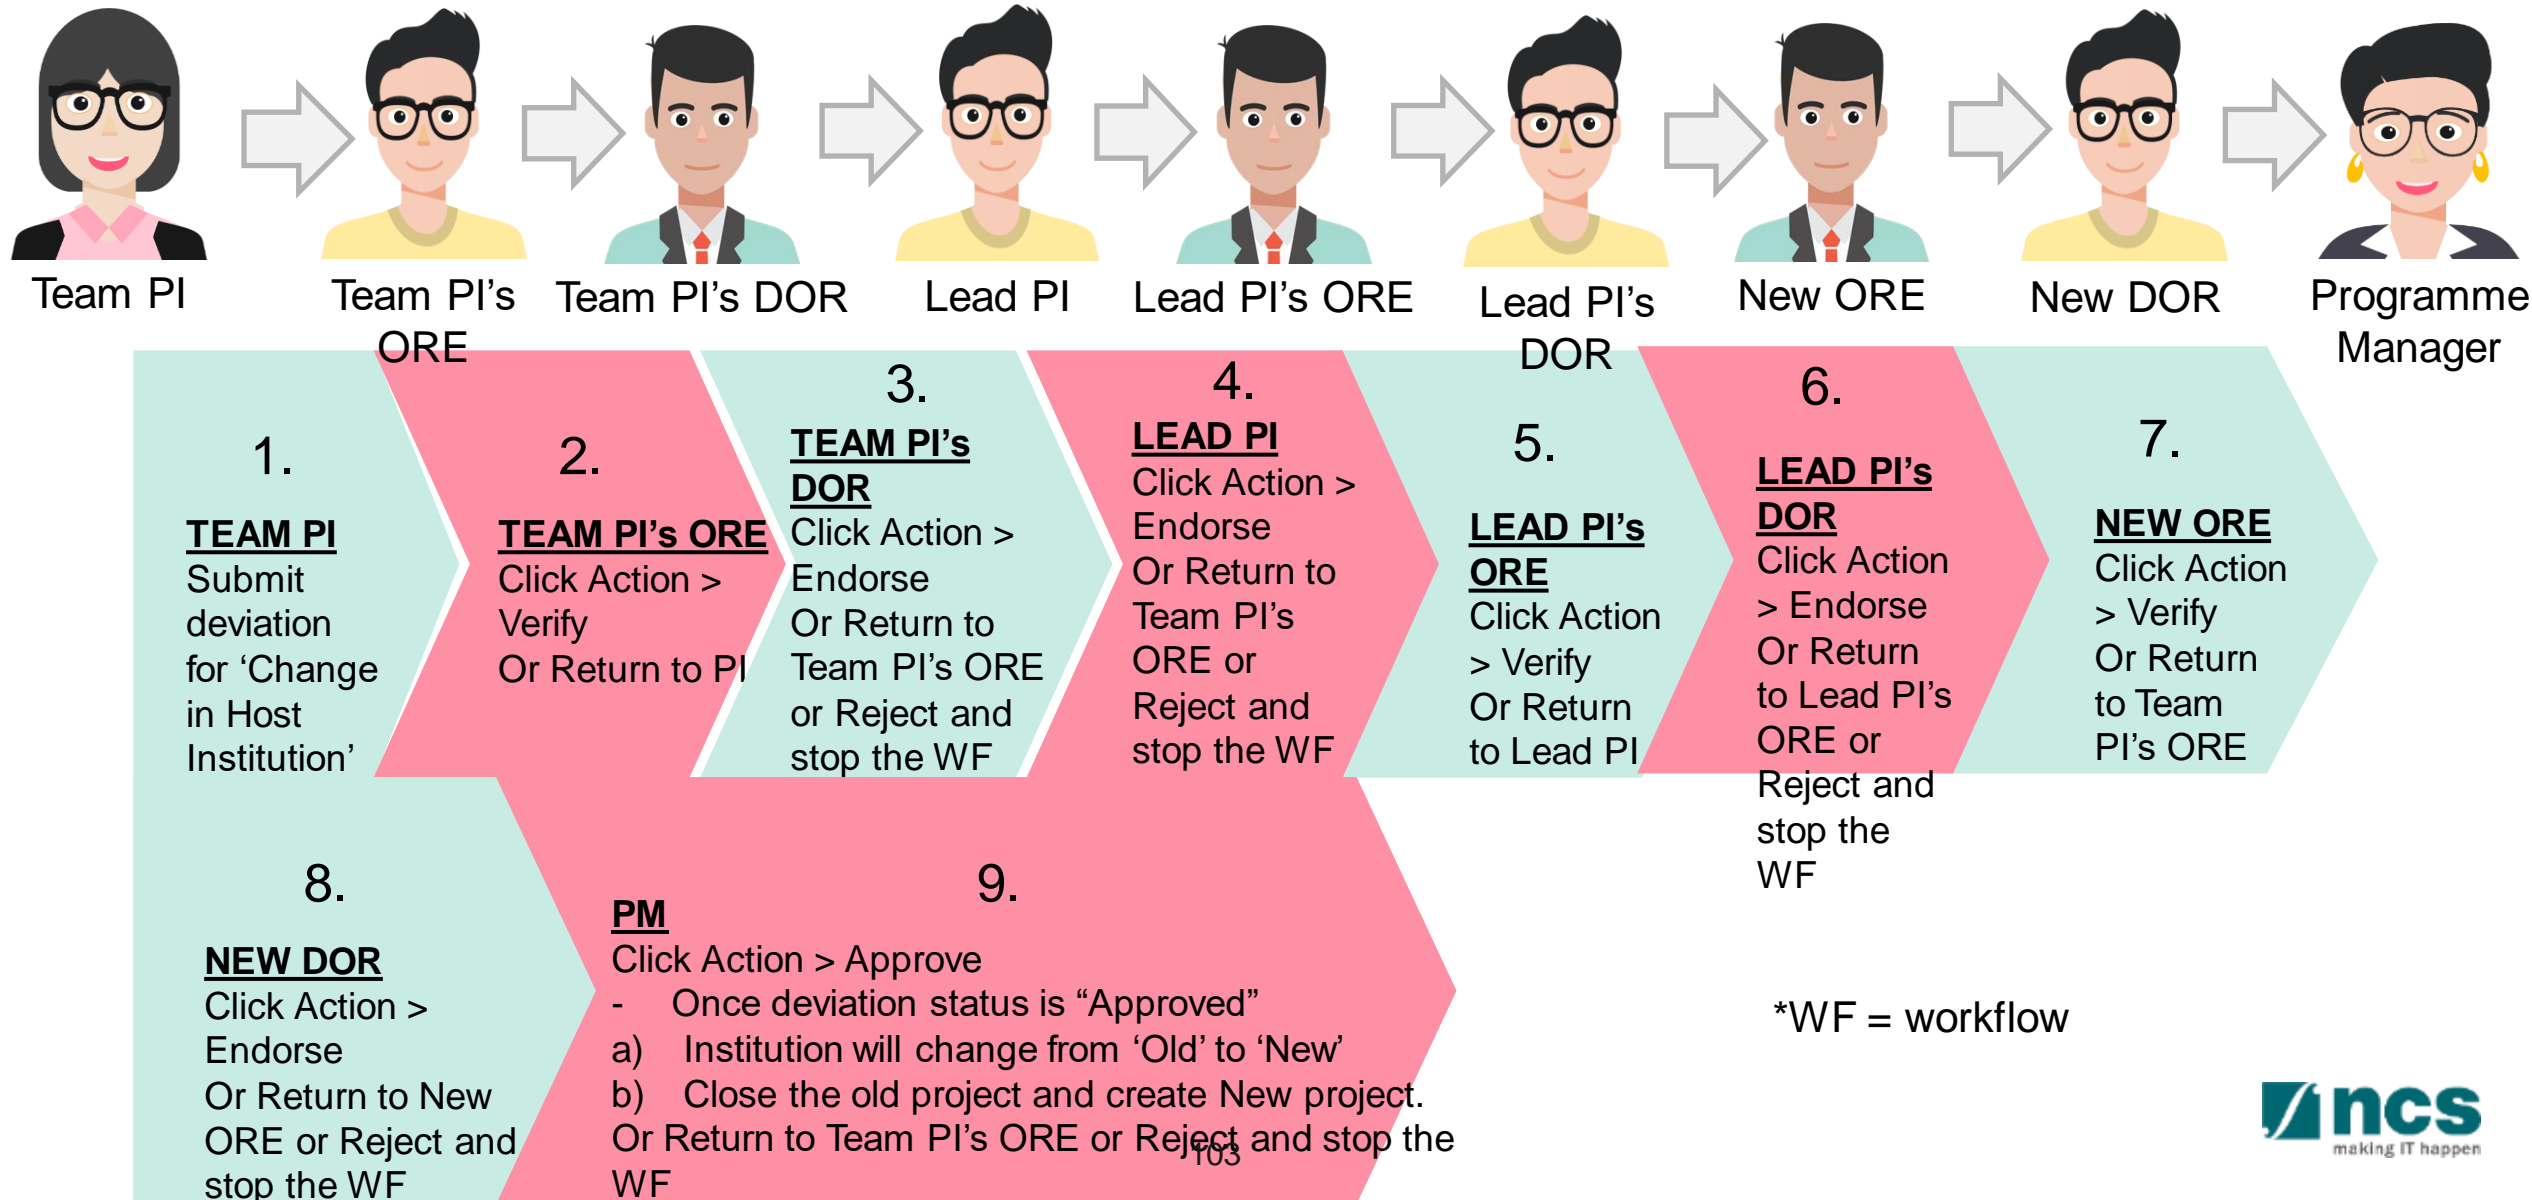 Team PI
Team PI's
ORE
Team PI's DOR
Lead PI
Lead PI's ORE
Lead PI's
DOR
New ORE
New DOR
Programme
Manager
1.
TEAM PI
Submit
deviation
for ‘Change
in Host
Institution’
2.
TEAM PI's ORE
Click Action >
Verify
Or Return to PI
3.
TEAM PI's
DOR
Click Action >
Endorse
Or Return to
Team PI's ORE
or Reject and
stop the WF
4.
LEAD PI
Click Action >
Endorse
Or Return to
Team PI's
ORE or
Reject and
stop the WF
5.
LEAD PI's
ORE
Click Action
> Verify
Or Return
to Lead PI
6.
LEAD PI's
DOR
Click Action
> Endorse
Or Return
to Lead PI's
ORE or
Reject and
stop the
WF
7.
NEW ORE
Click Action
> Verify
Or Return
to Team
PI's ORE
8.
NEW DOR
Click Action >
Endorse
Or Return to New
ORE or Reject and
stop the WF
9.
PM
Click Action > Approve
- Once deviation status is “Approved”
a) Institution will change from ‘Old’ to ‘New’
b) Close the old project and create New project.
Or Return to Team PI's ORE or Reject and stop the
WF
*WF = workflow
103
ncs
making IT happen